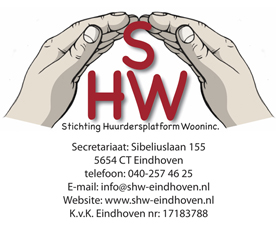 S
HW
Stichting Huurdersplatform Wooninc.
Secretariaat: Sibeliuslaan 155
5654 CT Eindhoven
telefoon: 040-257 46 25
E-mail: info@shw-eindhoven.nl
Website: www.shw-eindhoven.nl
K.v.K. Eindhoven nr: 17183788